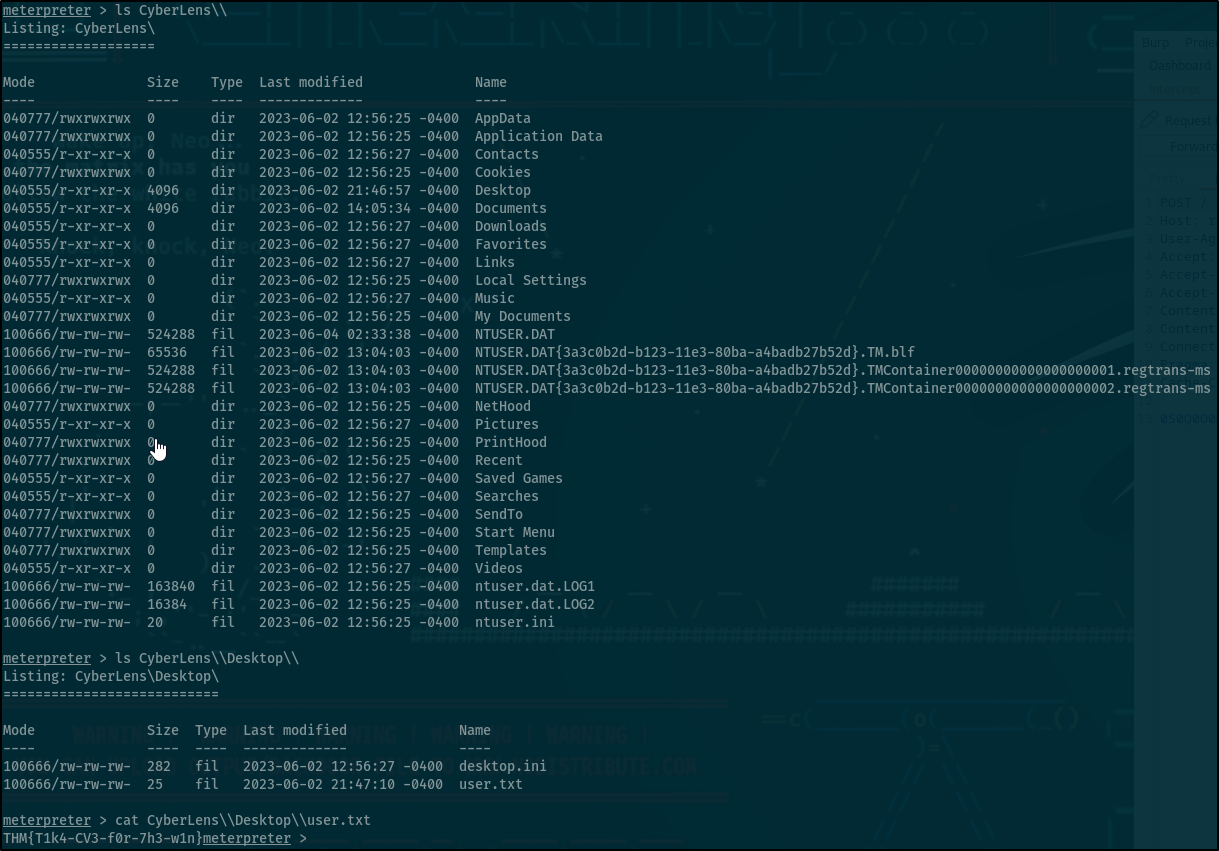 meterpreter > ls CyberLens\\
Listing: CyberLens\
===================
Mode Size Type Last modified Name
---- ---- ---- ------------- ----
040777/rwxrwxrwx 0 dir 2023-06-02 12:56:25 -0400 AppData
040777/rwxrwxrwx 0 dir 2023-06-02 12:56:25 -0400 Application Data
040555/r-xr-xr-x 0 dir 2023-06-02 12:56:27 -0400 Contacts
040777/rwxrwxrwx 0 dir 2023-06-02 12:56:25 -0400 Cookies
040555/r-xr-xr-x 4096 dir 2023-06-02 21:46:57 -0400 Desktop
040555/r-xr-xr-x 4096 dir 2023-06-02 14:05:34 -0400 Documents
040555/r-xr-xr-x 0 dir 2023-06-02 12:56:27 -0400 Downloads
040555/r-xr-xr-x 0 dir 2023-06-02 12:56:27 -0400 Favorites
040555/r-xr-xr-x 0 dir 2023-06-02 12:56:27 -0400 Links
040777/rwxrwxrwx 0 dir 2023-06-02 12:56:25 -0400 Local Settings
040555/r-xr-xr-x 0 dir 2023-06-02 12:56:27 -0400 Music
040777/rwxrwxrwx 0 dir 2023-06-02 12:56:25 -0400 My Documents
100666/rw-rw-rw- 524288 fil 2023-06-04 02:33:38 -0400 NTUSER.DAT
100666/rw-rw-rw- 65536 fil 2023-06-02 13:04:03 -0400 NTUSER.DAT{3a3c0b2d-b123-11e3-80ba-a4badb27b52d}.TM.blf
100666/rw-rw-rw- 524288 fil 2023-06-02 13:04:03 -0400 NTUSER.DAT{3a3c0b2d-b123-11e3-80ba-a4badb27b52d}.TMContainer00000000000000000001.regtrans-ms
100666/rw-rw-rw- 524288 fil 2023-06-02 13:04:03 -0400 NTUSER.DAT{3a3c0b2d-b123-11e3-80ba-a4badb27b52d}.TMContainer00000000000000000002.regtrans-ms
040777/rwxrwxrwx 0 dir 2023-06-02 12:56:25 -0400 NetHood
040555/r-xr-xr-x 0 dir 2023-06-02 12:56:27 -0400 Pictures
040777/rwxrwxrwx 0 dir 2023-06-02 12:56:25 -0400 PrintHood
040777/rwxrwxrwx 0 dir 2023-06-02 12:56:25 -0400 Recent
040555/r-xr-xr-x 0 dir 2023-06-02 12:56:27 -0400 Saved Games
040555/r-xr-xr-x 0 dir 2023-06-02 12:56:27 -0400 Searches
040777/rwxrwxrwx 0 dir 2023-06-02 12:56:25 -0400 SendTo
040777/rwxrwxrwx 0 dir 2023-06-02 12:56:25 -0400 Start Menu
040777/rwxrwxrwx 0 dir 2023-06-02 12:56:25 -0400 Templates
040555/r-xr-xr-x 0 dir 2023-06-02 12:56:27 -0400 Videos
100666/rw-rw-rw- 163840 fil 2023-06-02 12:56:25 -0400 ntuser.dat.LOG1
100666/rw-rw-rw- 16384 fil 2023-06-02 12:56:25 -0400 ntuser.dat.LOG2
100666/rw-rw-rw- 20 fil 2023-06-02 12:56:25 -0400 ntuser.ini
meterpreter > ls CyberLens\\Desktop\\
Listing: CyberLens\Desktop\
===========================
Mode Size Type Last modified Name
---- ---- ---- ------------- ----
100666/rw-rw-rw- 282 fil 2023-06-02 12:56:27 -0400 desktop.ini
100666/rw-rw-rw- 25 fil 2023-06-02 21:47:10 -0400 user.txt
meterpreter > cat CyberLens\\Desktop\\user.txt
THM{T1k4-CV3-f0r-7h3-w1n}meterpreter >
Burp
Dashboard
Intercept
Request
Forward
1 POST /
2 Host:
3 User-Ag
4 Accept:
5 Accept-
6 Accept-
7 Content
8 Content
9 Connect